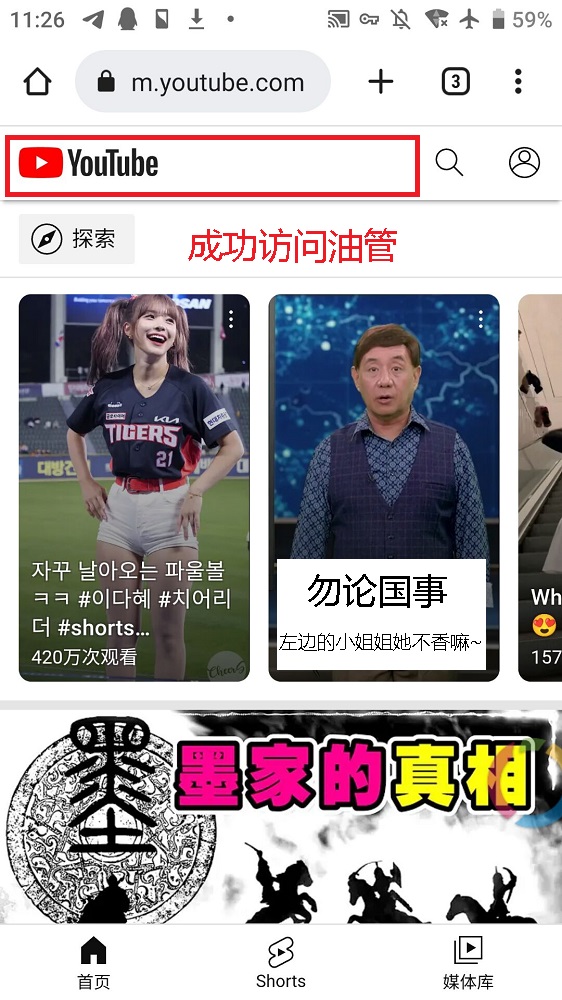 11:26
59%
m.youtube.com
3
YouTube
探索
成功访问油管
KIA
TIGERS
21
자꾸 날아오는 파울볼
ㅋㅋ #이다혜 #치어리
더 #shorts…
420万次观看
勿论国事
左边的小姐姐她不香嘛~
Wh
157
墨家的真相
首页
Shorts
媒体库